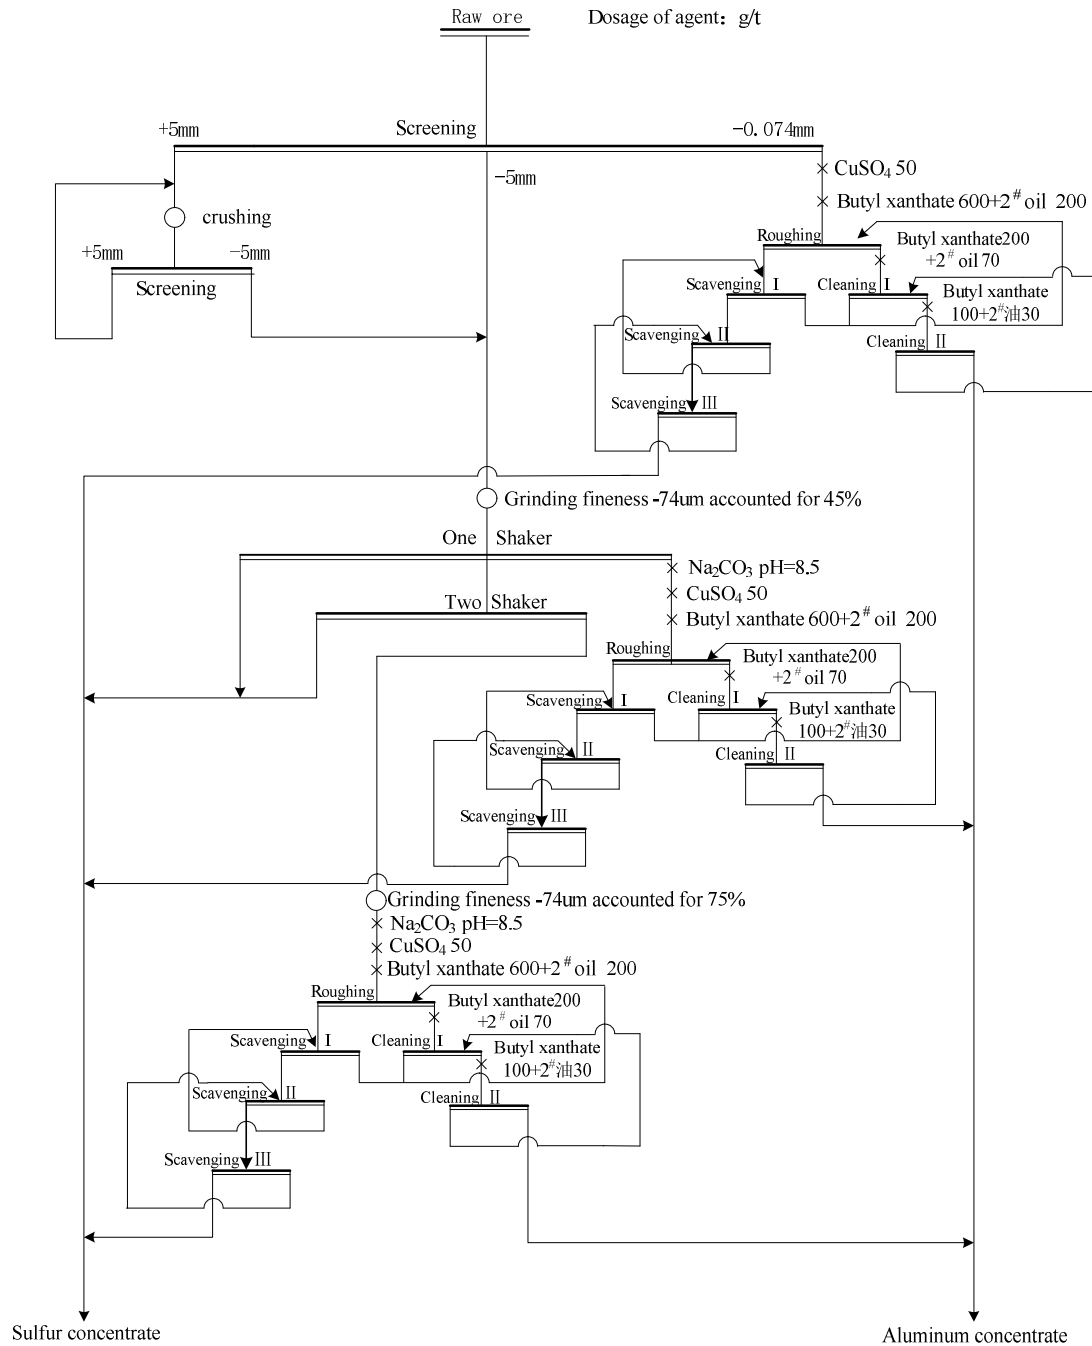 Raw ore
Dosage of agent：g/t
+5mm
Screening
-0.074mm
-5mm
CuSO₄ 50
Butyl xanthate 600+2# oil 200
crushing
+5mm
-5mm
Screening
Roughing
Butyl xanthate200
+2# oil 70
Scavenging I
Cleaning I
Butyl xanthate
100+2#油30
Scavenging II
Cleaning II
Scavenging III
Grinding fineness -74um accounted for 45%
One Shaker
Na₂CO₃ pH=8.5
CuSO₄ 50
Two Shaker
Butyl xanthate 600+2# oil 200
Roughing
Butyl xanthate200
+2# oil 70
Scavenging I
Cleaning I
Butyl xanthate
100+2#油30
Scavenging II
Cleaning II
Scavenging III
Grinding fineness -74um accounted for 75%
Na₂CO₃ pH=8.5
CuSO₄ 50
Butyl xanthate 600+2# oil 200
Roughing
Butyl xanthate200
+2# oil 70
Scavenging I
Cleaning I
Butyl xanthate
100+2#油30
Scavenging II
Cleaning II
Scavenging III
Sulfur concentrate
Aluminum concentrate